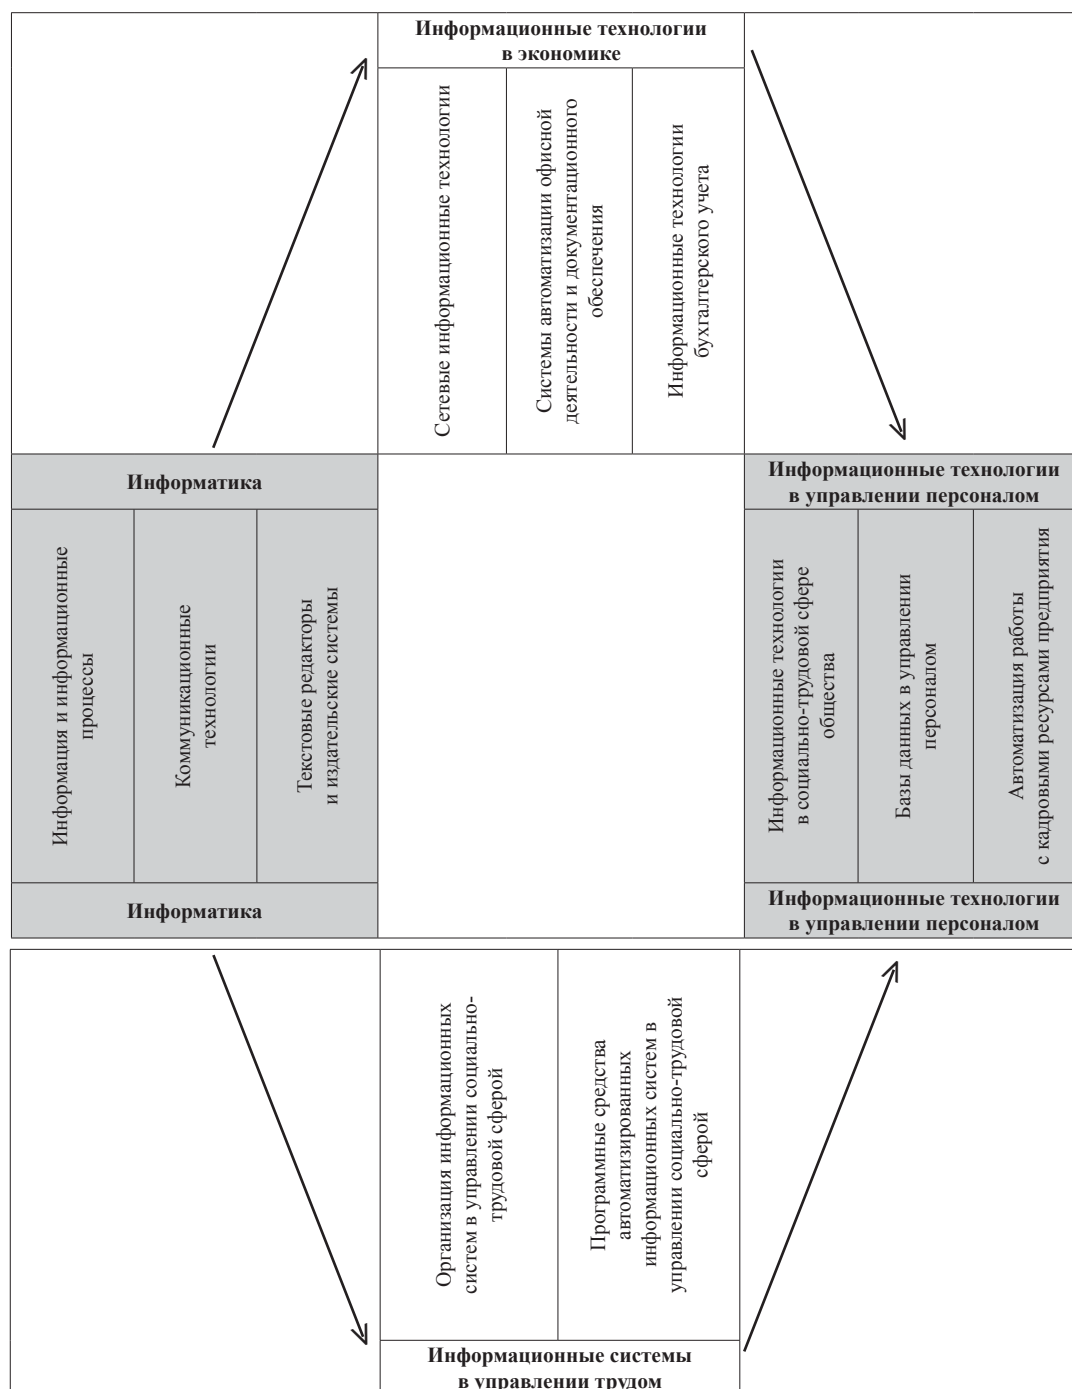 Информационные технологии
в экономике
Сетевые информационные технологии
Системы автоматизации офисной
деятельности и документационного
обеспечения
Информационные технологии
бухгалтерского учета
Информатика
Информация и информационные
процессы
Коммуникационные
технологии
Текстовые редакторы
и издательские системы
Информатика
Информационные технологии
в управлении персоналом
Информационные технологии
в социально-трудовой сфере
общества
Базы данных в управлении
персоналом
Автоматизация работы
с кадровыми ресурсами предприятия
Информационные технологии
в управлении персоналом
Организация информационных
систем в управлении социально-
трудовой сферой
Программные средства
автоматизированных
информационных систем в
управлении социально-трудовой
сферой
Информационные системы
в управлении трудом